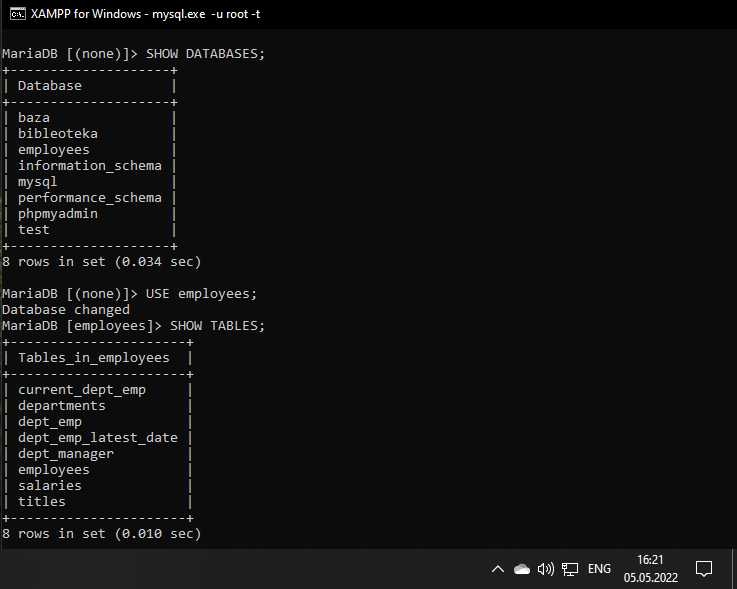 XAMPP for Windows - mysql.exe -u root -t
MariaDB [(none)]> SHOW DATABASES;
+--------------------+
| Database           |
+--------------------+
| baza               |
| bibleoteka         |
| employees          |
| information_schema |
| mysql              |
| performance_schema |
| phpmyadmin         |
| test               |
+--------------------+
8 rows in set (0.034 sec)
MariaDB [(none)]> USE employees;
Database changed
MariaDB [employees]> SHOW TABLES;
+----------------------+
| Tables_in_employees  |
+----------------------+
| current_dept_emp     |
| departments          |
| dept_emp             |
| dept_emp_latest_date |
| dept_manager         |
| employees            |
| salaries             |
| titles               |
+----------------------+
8 rows in set (0.010 sec)
ENG
16:21
05.05.2022